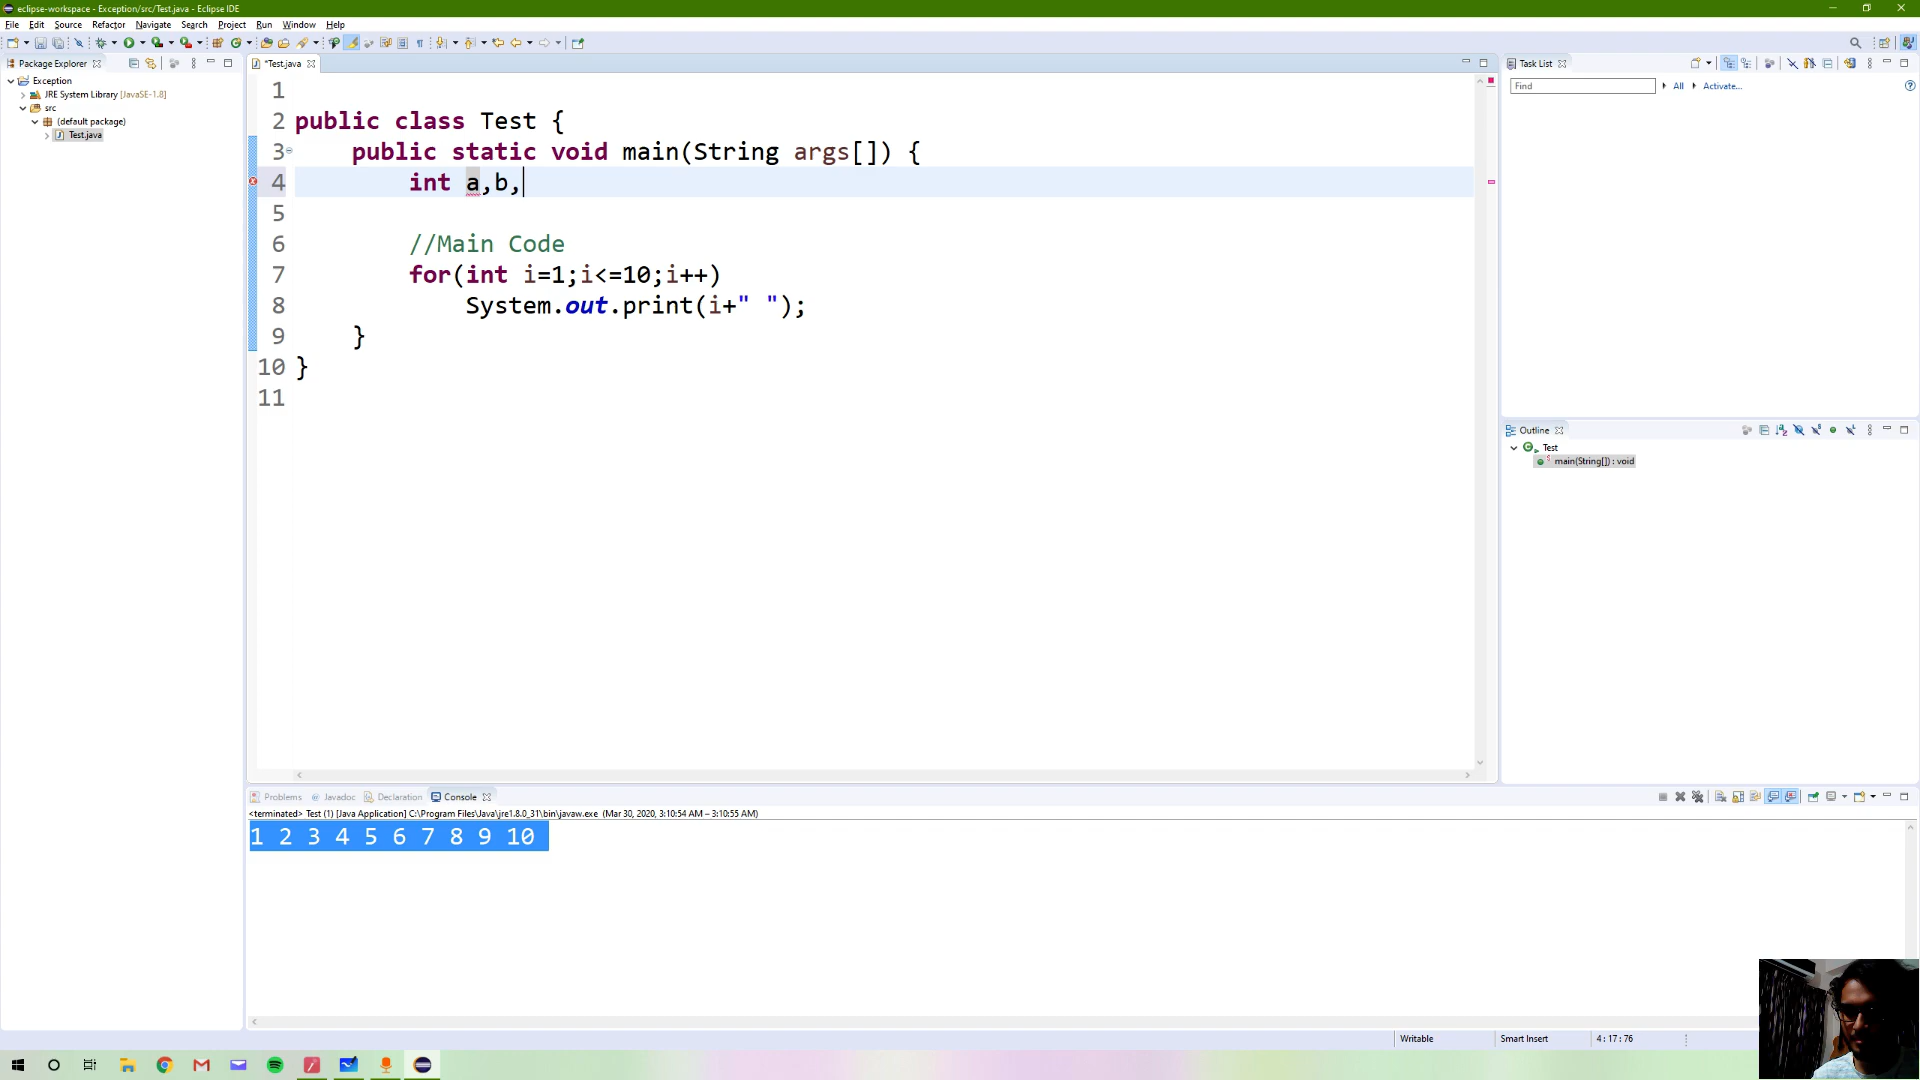 eclipse-workspace - Exception/src/Test.java - Eclipse IDE
File Edit Source Refactor Navigate Search Project Run Window Help
Package Explorer
*Test.java
Task List
Exception
JRE System Library [JavaSE-1.8]
src
(default package)
Test.java
Find
All
Activate...
1
2 public class Test {
3 public static void main(String args[]) {
4 int a,b,
5
6 //Main Code
7 for(int i=1;i<=10;i++)
8 System.out.print(i+" ");
9 }
10 }
11
Outline
Test
main(String[]) : void
Problems Javadoc Declaration Console
<terminated> Test (1) [Java Application] C:\Program Files\Java\jre1.8.0_31\bin\javaw.exe (Mar 30, 2020, 3:10:54 AM – 3:10:55 AM)
1 2 3 4 5 6 7 8 9 10
Writable Smart Insert 4:17:76